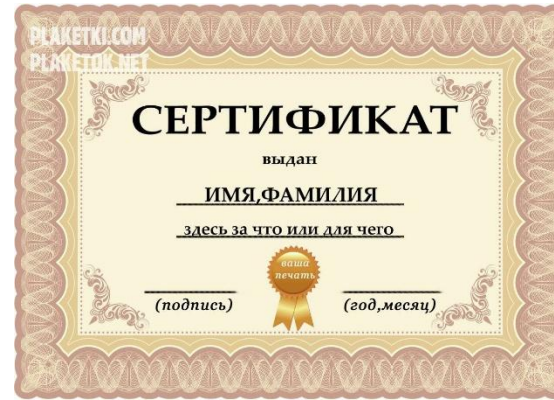 PLAKETKI.COM
PLAKETOK.NET
СЕРТИФИКАТ
выдан
ИМЯ,ФАМИЛИЯ
здесь за что или для чего
ваша
печать
(подпись) (год,месяц)